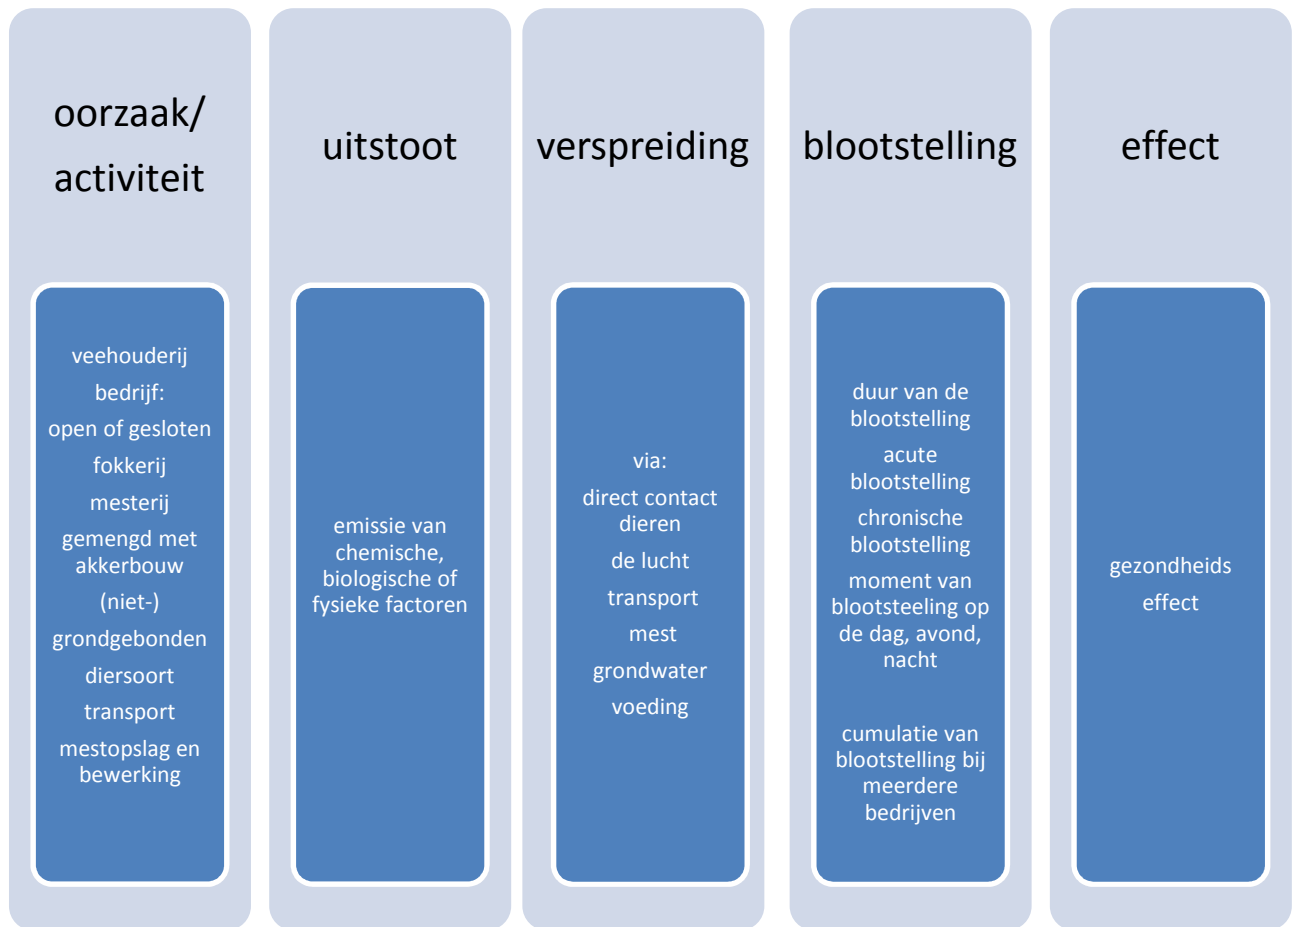 oorzaak/
activiteit
veehouderij
bedrijf:
open of gesloten
fokkerij
mesterij
gemengd met
akkerbouw
(niet-)
grondgebonden
diersoort
transport
mestopslag en
bewerking
uitstoot
emissie van
chemische,
biologische of
fysieke factoren
verspreiding
via:
direct contact
dieren
de lucht
transport
mest
grondwater
voeding
blootstelling
duur van de
blootstelling
acute
blootstelling
chronische
blootstelling
moment van
blootsteeling op
de dag, avond,
nacht
cumulatie van
blootstelling bij
meerdere
bedrijven
effect
gezondheids
effect